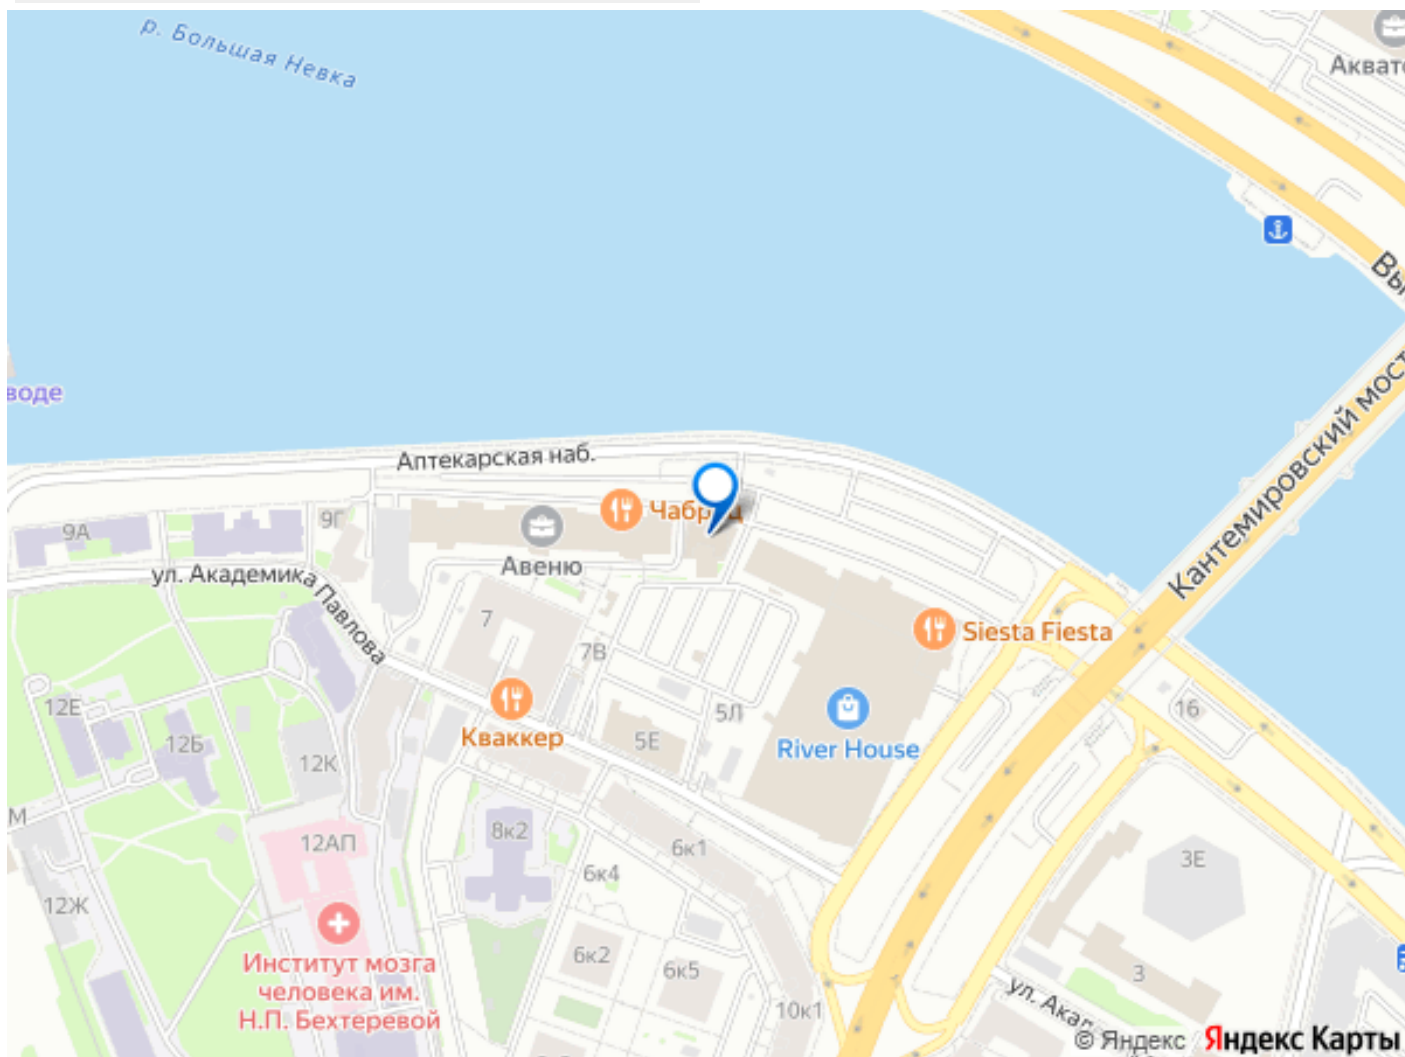 р. Большая Невка
Аквато
Вы
воде
Кантемировский мост
Аптекарская наб.
9А
9Г
Чабрец
Авеню
ул. Академика Павлова
7
7В
Siesta Fiesta
12Е
12Б
12К
Кваккер
5Е
5Л
River House
16
М
12АП
8к2
6к1
6к4
3Е
12Ж
Институт мозга
человека им.
Н.П. Бехтеревой
6к2
6к5
10к1
3
ул. Акад
© Яндекс Яндекс Карты